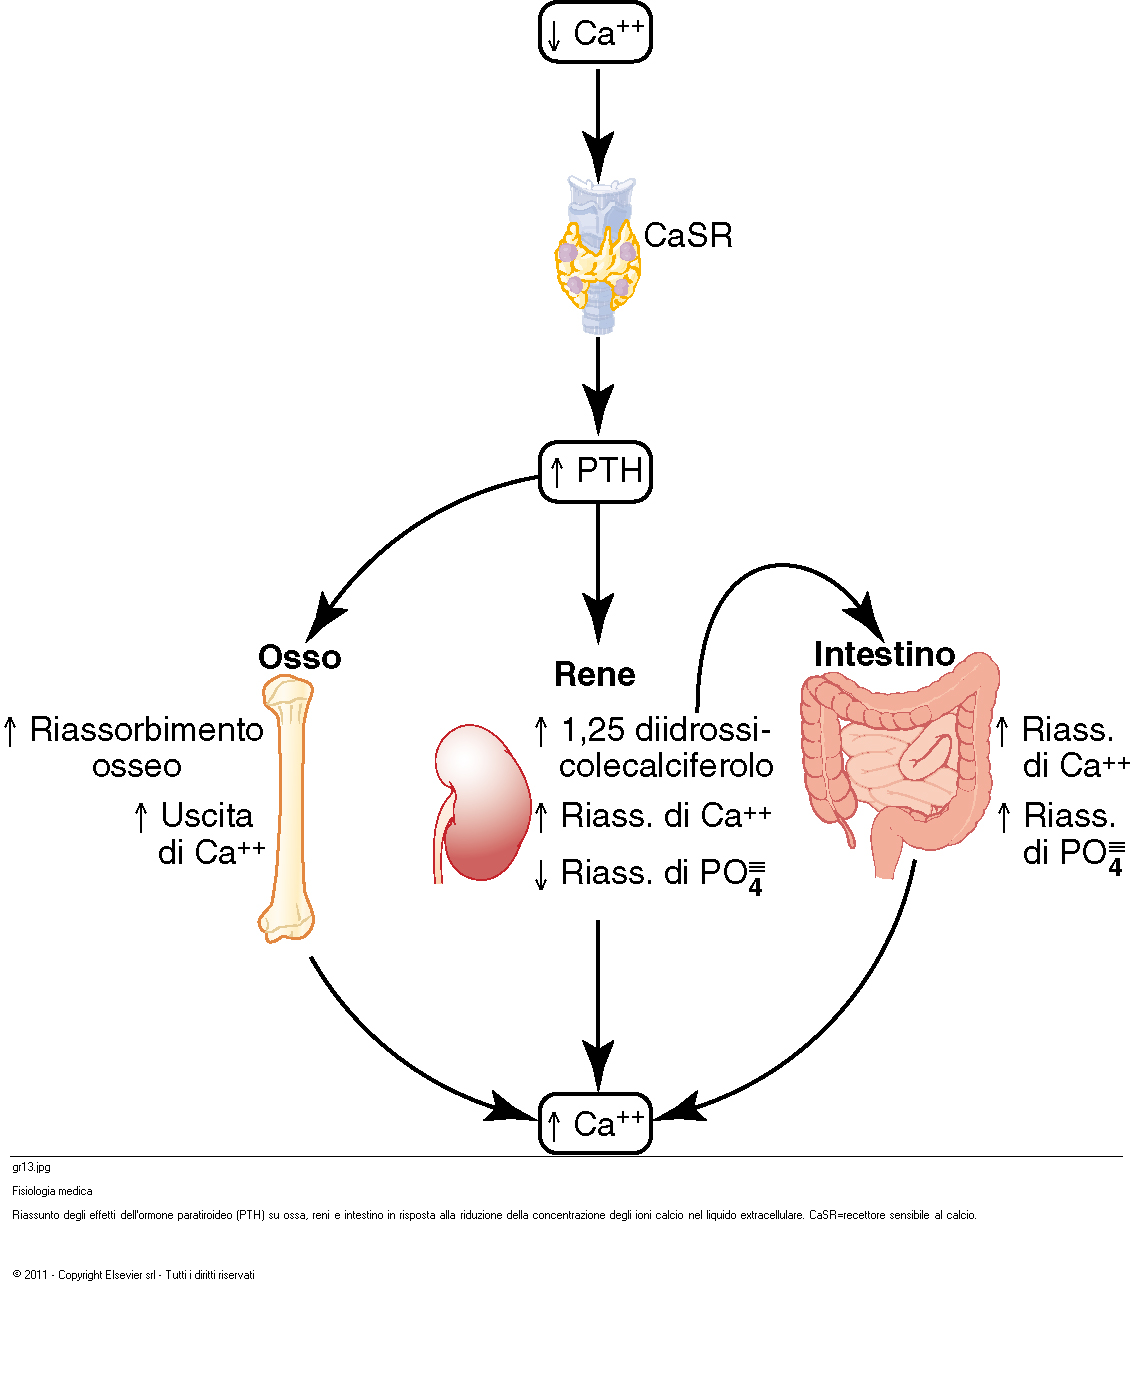 ↓ Ca++
CaSR
↑ PTH
Osso
↑ Riassorbimento
osseo
↑ Uscita
di Ca++
Rene
↑ 1,25 diidrossi-
colecalciferolo
↑ Riass. di Ca++
↓ Riass. di PO4≡
Intestino
↑ Riass.
di Ca++
↑ Riass.
di PO4≡
↑ Ca++
gr13.jpg
Fisiologia medica
Riassunto degli effetti dell'ormone paratiroideo (PTH) su ossa, reni e intestino in risposta alla riduzione della concentrazione degli ioni calcio nel liquido extracellulare. CaSR=recettore sensibile al calcio.
© 2011 - Copyright Elsevier srl - Tutti i diritti riservati